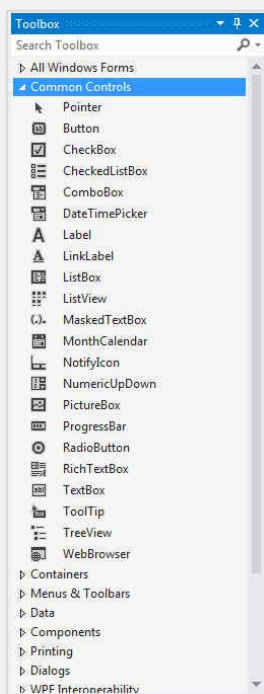 Toolbox
Search Toolbox
All Windows Forms
Common Controls
Pointer
Button
CheckBox
CheckedListBox
ComboBox
DateTimePicker
Label
LinkLabel
ListBox
ListView
MaskedTextBox
MonthCalendar
NotifyIcon
NumericUpDown
PictureBox
ProgressBar
RadioButton
RichTextBox
TextBox
ToolTip
TreeView
WebBrowser
Containers
Menus & Toolbars
Data
Components
Printing
Dialogs
WPF Interoperability